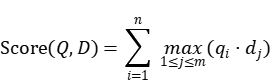 Score(Q, D) = ∑_{i=1}^{n} max_{1≤j≤m}(q_i · d_j)